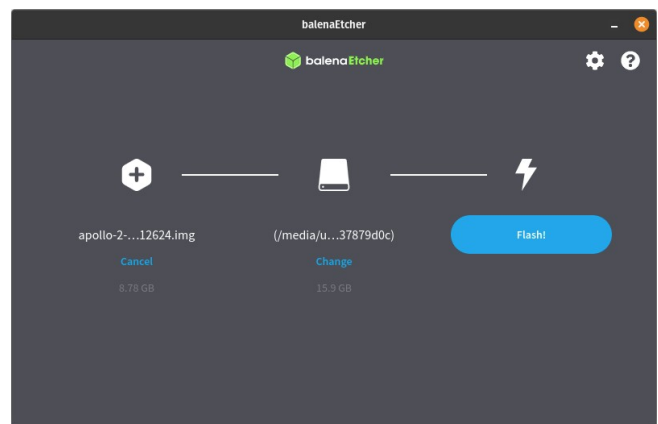 balenaEtcher
balenaEtcher
apollo-2-...12624.img
(/media/u...37879d0c)
Flash!
Cancel
Change
8.78 GB
15.9 GB